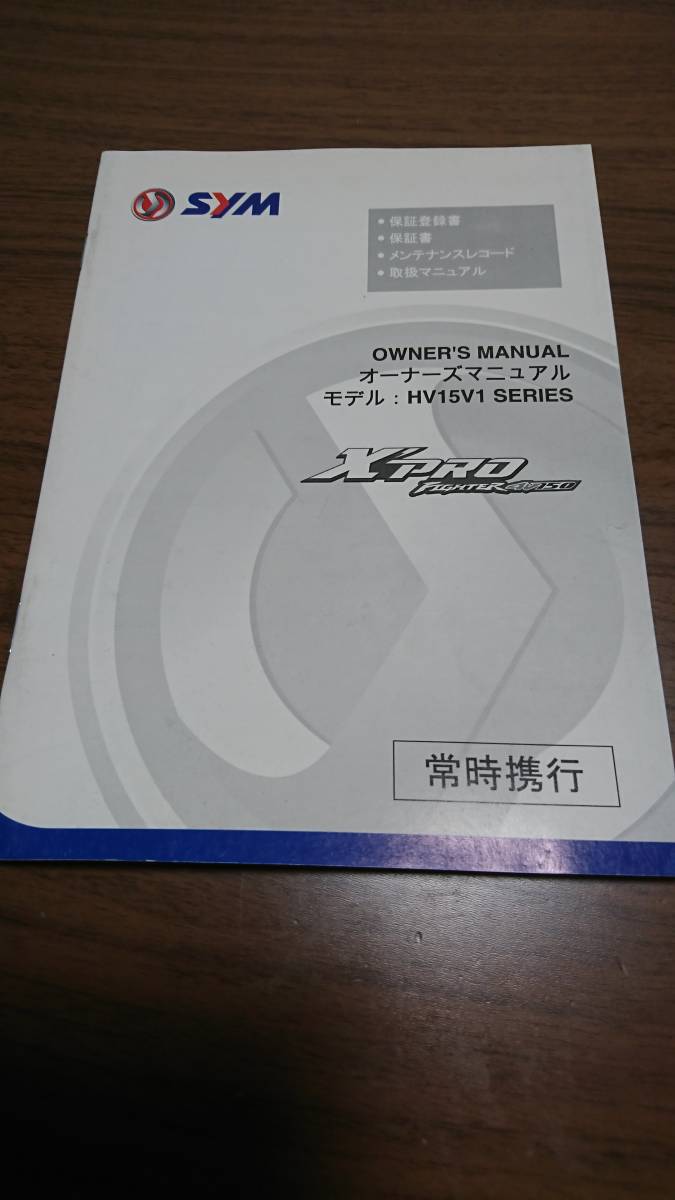 SYM
• 保証登録書
• 保証書
• メンテナンスレコード
• 取扱マニュアル
OWNER'S MANUAL
オーナーズマニュアル
モデル：HV15V1 SERIES
X'PRO
FIGHTER 4V150
常時携行